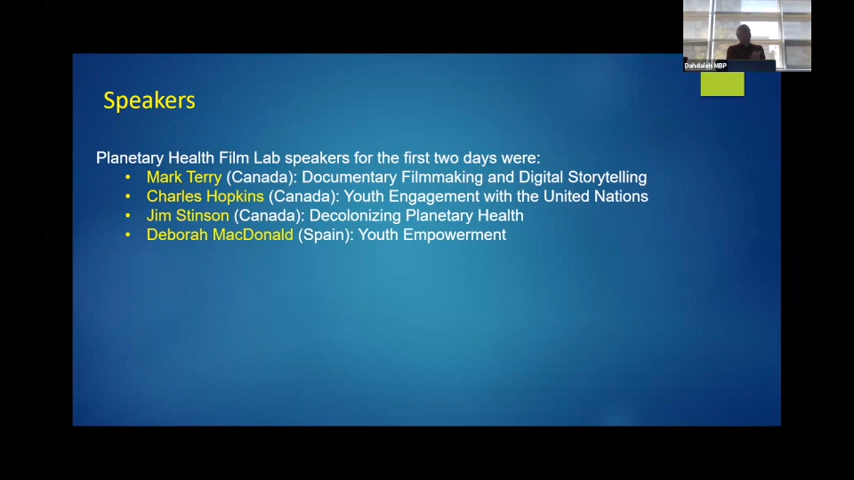 Dahdaleh MBP
Speakers
Planetary Health Film Lab speakers for the first two days were:
• Mark Terry (Canada): Documentary Filmmaking and Digital Storytelling
• Charles Hopkins (Canada): Youth Engagement with the United Nations
• Jim Stinson (Canada): Decolonizing Planetary Health
• Deborah MacDonald (Spain): Youth Empowerment